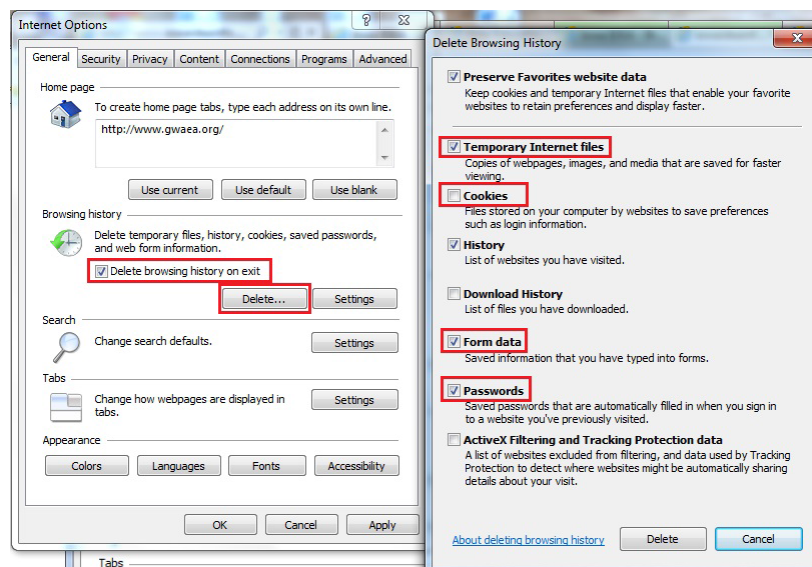 Internet Options
General Security Privacy Content Connections Programs Advanced
Home page
To create home page tabs, type each address on its own line.
http://www.gwaea.org/
Use current Use default Use blank
Browsing history
Delete temporary files, history, cookies, saved passwords,
and web form information.
Delete browsing history on exit
Delete... Settings
Search
Change search defaults. Settings
Tabs
Change how webpages are displayed in
tabs.
Settings
Appearance
Colors Languages Fonts Accessibility
OK Cancel Apply
Tabs
Delete Browsing History
Preserve Favorites website data
Keep cookies and temporary Internet files that enable your favorite
websites to retain preferences and display faster.
Temporary Internet files
Copies of webpages, images, and media that are saved for faster
viewing.
Cookies
Files stored on your computer by websites to save preferences
such as login information.
History
List of websites you have visited.
Download History
List of files you have downloaded.
Form data
Saved information that you have typed into forms.
Passwords
Saved passwords that are automatically filled in when you sign in
to a website you've previously visited.
ActiveX Filtering and Tracking Protection data
A list of websites excluded from filtering, and data used by Tracking
Protection to detect where websites might be automatically sharing
details about your visit.
About deleting browsing history Delete Cancel